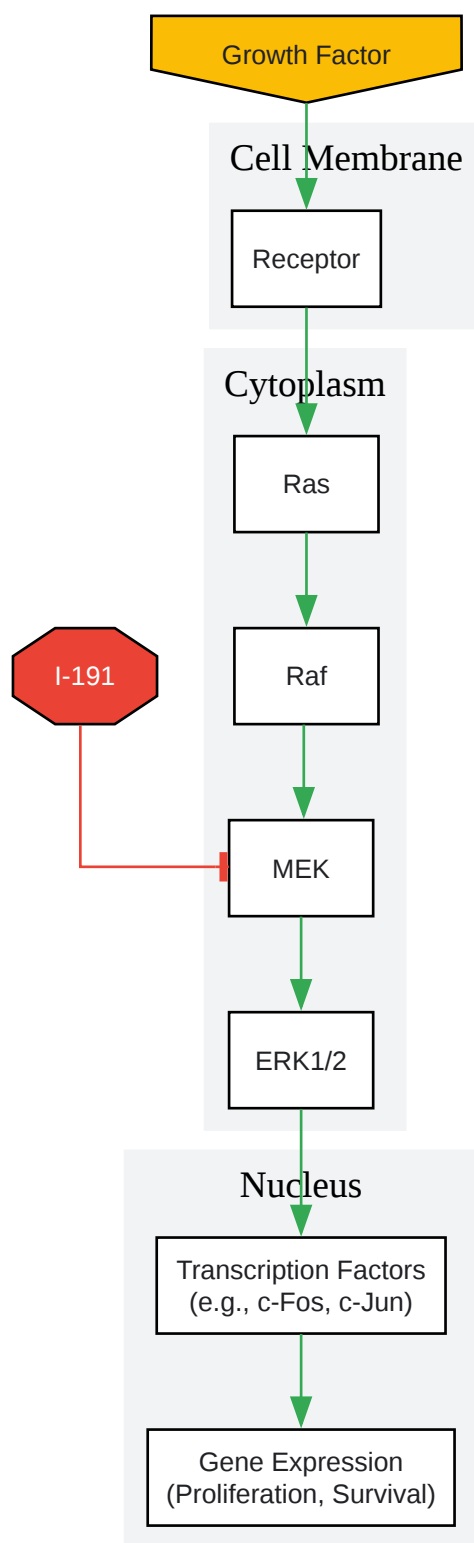 Growth Factor
Cell Membrane
Receptor
Cytoplasm
Ras
I-191
Raf
MEK
ERK1/2
Nucleus
Transcription Factors
(e.g., c-Fos, c-Jun)
Gene Expression
(Proliferation, Survival)